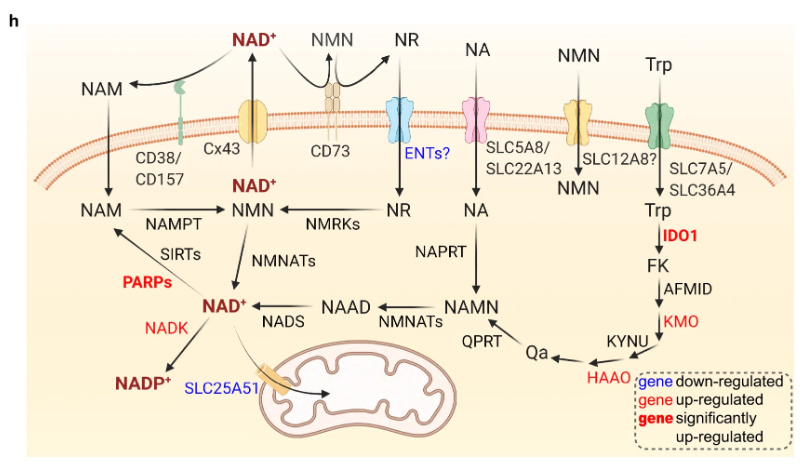 h
NAD+
NMN
NR
NA
NMN
Trp
NAM
CD38/
CD157
Cx43
CD73
ENTs?
SLC5A8/
SLC22A13
SLC12A8?
SLC7A5/
SLC36A4
NAD+
NMN
NAM
NAMPT
NMN
NMRKs
NR
NA
Trp
IDO1
SIRTs
NMNATs
NAPRT
FK
PARPs
AFMID
NAD+
NADS
NAAD
NMNATs
NAMN
KMO
NADK
QPRT
Qa
KYNU
HAAO
NADP+
SLC25A51
gene down-regulated
gene up-regulated
gene significantly
up-regulated